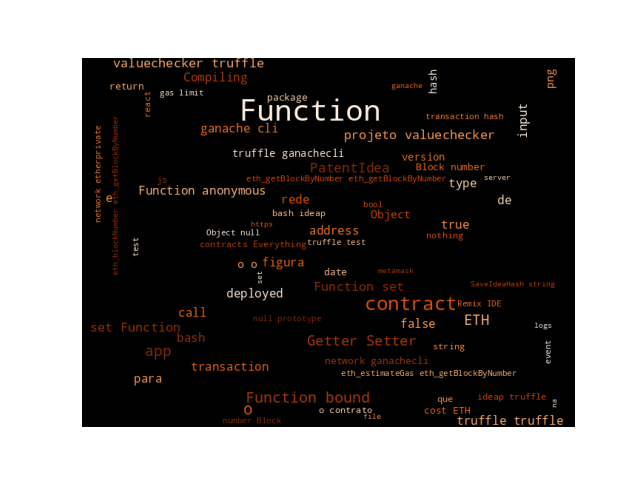 valuechecker truffle
Compiling
hash
png
return
gas limit
react
ganache
package
Function
input
transaction hash
ganache cli
projeto valuechecker
network etherprivate
eth_blockNumber eth_getBlockByNumber
truffle ganachecli
version
PatentIdea
Block number
js
eth_getBlockByNumber eth_getBlockByNumber
type
server
Function anonymous
e
rede
bool
de
bash ideap
Object
https
true
Object null
address
nothing
test
contracts Everything
truffle test
o o
figura
set
date
metamask
deployed
Function set
SaveIdeaHash string
contract
Remix IDE
call
null prototype
false
ETH
logs
set Function
bash
Getter Setter
string
event
app
network ganachecli
transaction
eth_estimateGas eth_getBlockByNumber
para
Function bound
que
ideap truffle
na
o
o contrato
cost ETH
file
number Block
truffle truffle